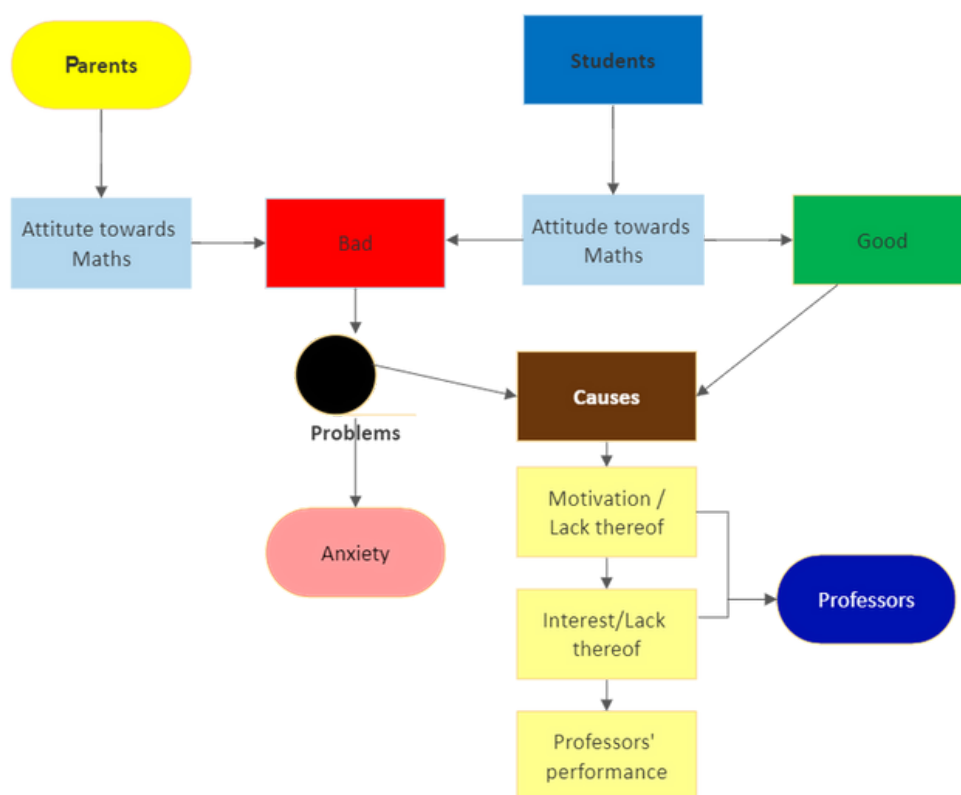 Parents
Students
Attitute towards
Maths
Bad
Attitude towards
Maths
Good
Problems
Causes
Anxiety
Motivation /
Lack thereof
Interest/Lack
thereof
Professors
Professors'
performance